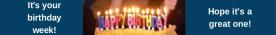 It's your
birthday
week!
HAPPY BIRTHDAY
Hope it's a
great one!